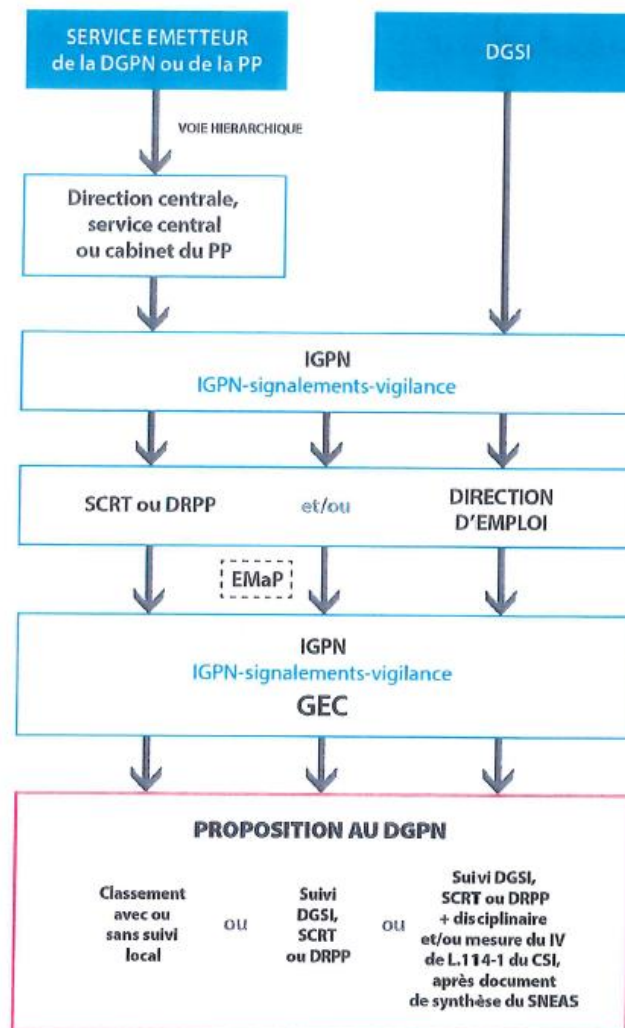 SERVICE EMETTEUR
de la DGPN ou de la PP
DGSI
VOIE HIERARCHIQUE
Direction centrale,
service central
ou cabinet du PP
IGPN
IGPN-signalements-vigilance
SCRT ou DRPP
et/ou
DIRECTION
D'EMPLOI
EMaP
IGPN
IGPN-signalements-vigilance
GEC
PROPOSITION AU DGPN
Classement
avec ou
sans suivi
local
ou
Suivi
DGSI,
SCRT
ou DRPP
ou
Suivi DGSI,
SCRT ou DRPP
+ disciplinaire
et/ou mesure du IV
de L.114-1 du CSI,
après document
de synthèse du SNEAS